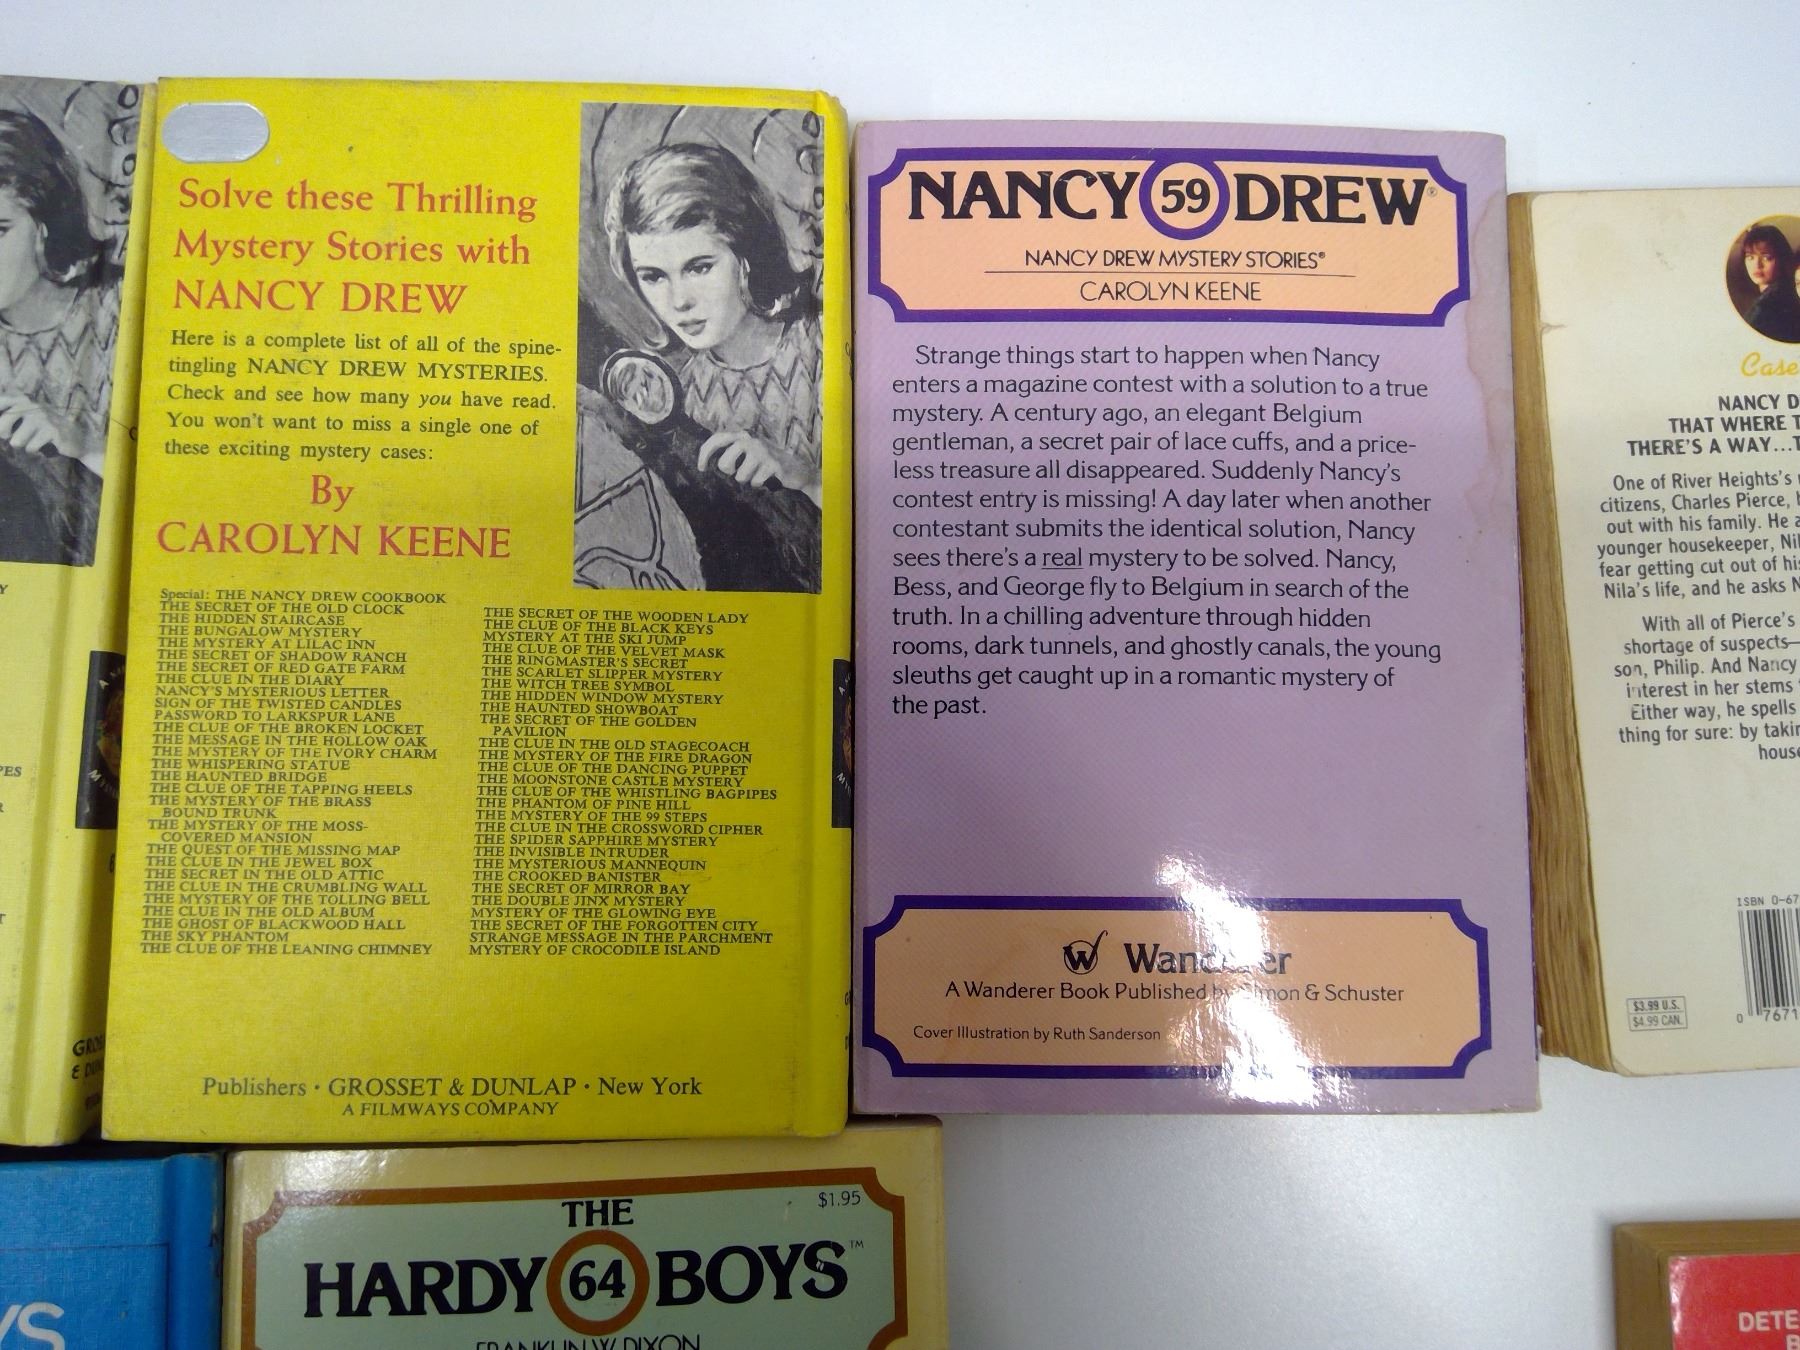 Solve these Thrilling
Mystery Stories with
NANCY DREW
Here is a complete list of all of the spine-
tingling NANCY DREW MYSTERIES.
Check and see how many you have read.
You won't want to miss a single one of
these exciting mystery cases:
By
CAROLYN KEENE
Special: THE NANCY DREW COOKBOOK
THE SECRET OF THE OLD CLOCK
THE HIDDEN STAIRCASE
THE BUNGALOW MYSTERY
THE MYSTERY AT LILAC INN
THE SECRET OF SHADOW RANCH
THE SECRET OF RED GATE FARM
THE CLUE IN THE DIARY
NANCY'S MYSTERIOUS LETTER
SIGN OF THE TWISTED CANDLES
PASSWORD TO LARKSPUR LANE
THE CLUE OF THE BROKEN LOCKET
THE MESSAGE IN THE HOLLOW OAK
THE MYSTERY OF THE IVORY CHARM
THE WHISPERING STATUE
THE HAUNTED BRIDGE
THE CLUE OF THE TAPPING HEELS
THE MYSTERY OF THE BRASS
BOUND TRUNK
THE MYSTERY OF THE MOSS-
COVERED MANSION
THE QUEST OF THE MISSING MAP
THE CLUE IN THE JEWEL BOX
THE SECRET IN THE OLD ATTIC
THE CLUE IN THE CRUMBLING WALL
THE MYSTERY OF THE TOLLING BELL
THE CLUE IN THE OLD ALBUM
THE GHOST OF BLACKWOOD HALL
THE SKY PHANTOM
THE CLUE OF THE LEANING CHIMNEY
THE SECRET OF THE WOODEN LADY
THE CLUE OF THE BLACK KEYS
MYSTERY AT THE SKI JUMP
THE CLUE OF THE VELVET MASK
THE RINGMASTER'S SECRET
THE SCARLET SLIPPER MYSTERY
THE WITCH TREE SYMBOL
THE HIDDEN WINDOW MYSTERY
THE HAUNTED SHOWBOAT
THE SECRET OF THE GOLDEN
PAVILION
THE CLUE IN THE OLD STAGECOACH
THE MYSTERY OF THE FIRE DRAGON
THE CLUE OF THE DANCING PUPPET
THE MOONSTONE CASTLE MYSTERY
THE CLUE OF THE WHISTLING BAGPIPES
THE PHANTOM OF PINE HILL
THE MYSTERY OF THE 99 STEPS
THE CLUE IN THE CROSSWORD CIPHER
THE SPIDER SAPPHIRE MYSTERY
THE INVISIBLE INTRUDER
THE MYSTERIOUS MANNEQUIN
THE CROOKED BANISTER
THE SECRET OF MIRROR BAY
THE DOUBLE JINX MYSTERY
MYSTERY OF THE GLOWING EYE
THE SECRET OF THE FORGOTTEN CITY
STRANGE MESSAGE IN THE PARCHMENT
MYSTERY OF CROCODILE ISLAND
Publishers • GROSSET & DUNLAP • New York
A FILMWAYS COMPANY
NANCY 59 DREW®
NANCY DREW MYSTERY STORIES®
CAROLYN KEENE
Strange things start to happen when Nancy
enters a magazine contest with a solution to a true
mystery. A century ago, an elegant Belgium
gentleman, a secret pair of lace cuffs, and a price-
less treasure all disappeared. Suddenly Nancy's
contest entry is missing! A day later when another
contestant submits the identical solution, Nancy
sees there's a real mystery to be solved. Nancy,
Bess, and George fly to Belgium in search of the
truth. In a chilling adventure through hidden
rooms, dark tunnels, and ghostly canals, the young
sleuths get caught up in a romantic mystery of
the past.
W Wanderer
A Wanderer Book Published by Simon & Schuster
Cover Illustration by Ruth Sanderson
Case
NANCY D
THAT WHERE T
THERE'S A WAY...T
One of River Heights's
citizens, Charles Pierce,
out with his family. He
younger housekeeper, Nil
fear getting cut out of his
Nila's life, and he asks N
With all of Pierce's
shortage of suspects—
son, Philip. And Nancy
interest in her stems
Either way, he spells
thing for sure: by takin
house
ISBN 0-67
$3.99 U.S.
$4.99 CAN.
0 7671
$1.95
THE
HARDY 64 BOYS™
FRANKLIN W. DIXON
YS
DETE
B